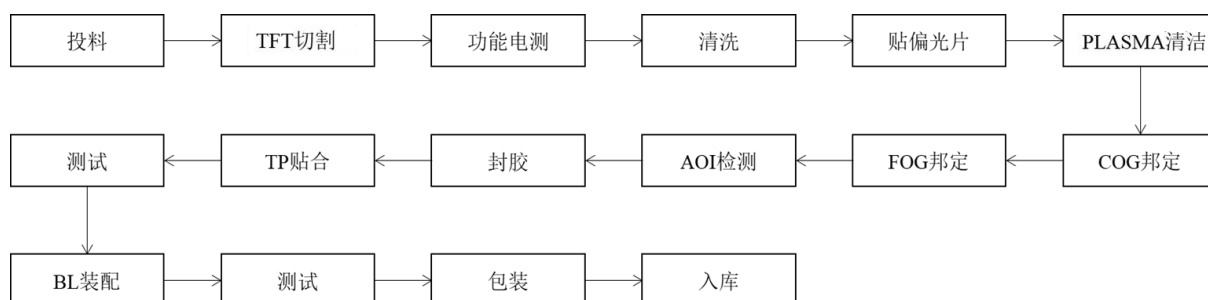 投料
TFT切割
功能电测
清洗
贴偏光片
PLASMA清洁
COG邦定
FOG邦定
AOI检测
封胶
TP贴合
测试
BL装配
测试
包装
入库